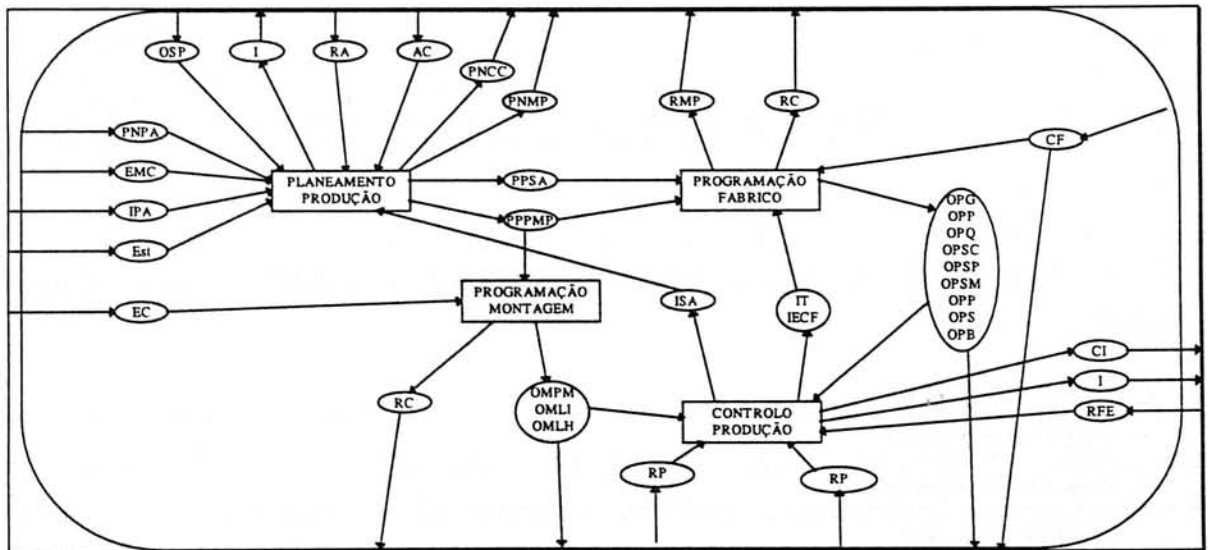 OSP
I
RA
AC
PNCC
PNMP
RMP
RC
CF
PNPA
EMC
IPA
Esi
EC
PLANEAMENTO
PRODUÇÃO
PPSA
PPPMP
PROGRAMAÇÃO
FABRICO
OPG
OPP
OPQ
OPSC
OPSP
OPSM
OPP
OPS
OPB
PROGRAMAÇÃO
MONTAGEM
ISA
IT
IECF
CI
I
RFE
RC
OMPM
OMLI
OMLH
CONTROLO
PRODUÇÃO
RP
RP